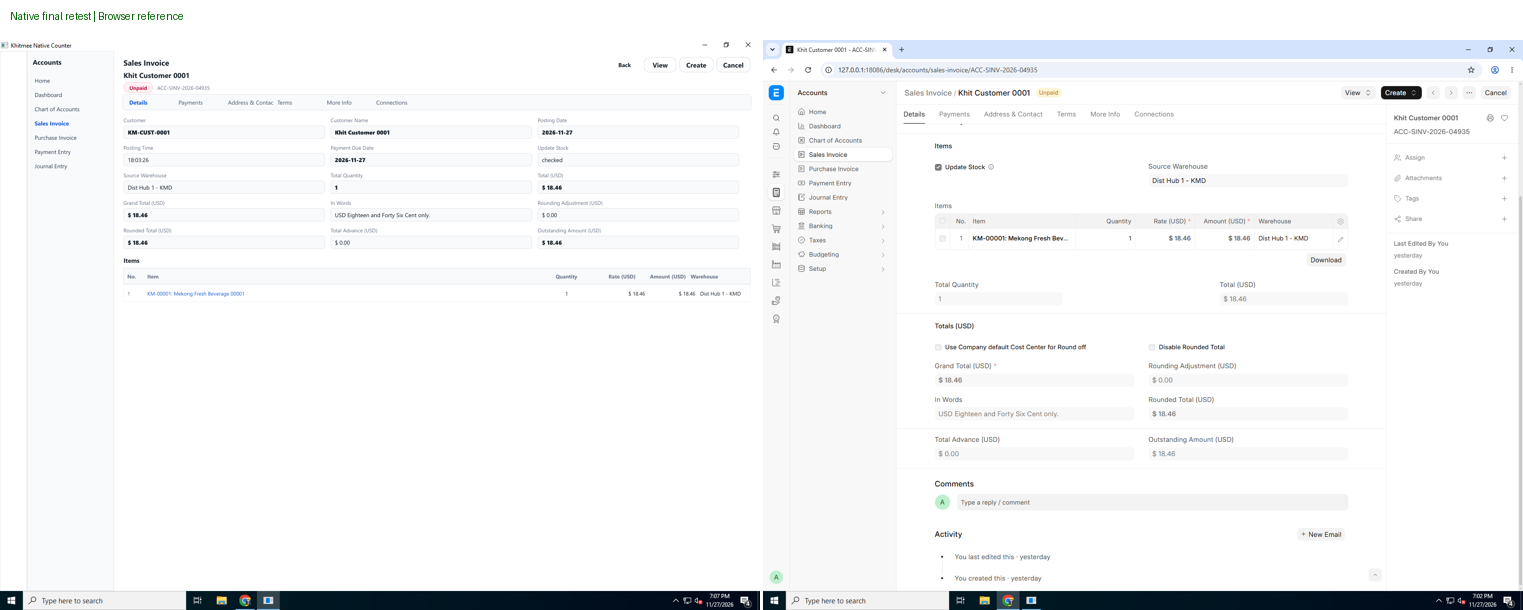 Native final retest | Browser reference
Khitmee Native Counter
Accounts
Home
Dashboard
Chart of Accounts
Sales Invoice
Purchase Invoice
Payment Entry
Journal Entry
Sales Invoice
Khit Customer 0001
Unpaid ACC-SINV-2026-04935
Back View Create Cancel
Details Payments Address & Contac Terms More Info Connections
Customer Customer Name Posting Date
KM-CUST-0001 Khit Customer 0001 2026-11-27
Posting Time Payment Due Date Update Stock
18:03:26 2026-11-27 checked
Source Warehouse Total Quantity Total (USD)
Dist Hub 1 - KMD 1 $ 18.46
Grand Total (USD) In Words Rounding Adjustment (USD)
$ 18.46 USD Eighteen and Forty Six Cent only. $ 0.00
Rounded Total (USD) Total Advance (USD) Outstanding Amount (USD)
$ 18.46 $ 0.00 $ 18.46
Items
No. Item Quantity Rate (USD) Amount (USD) Warehouse
1 KM-00001: Mekong Fresh Beverage 00001 1 $ 18.46 $ 18.46 Dist Hub 1 - KMD
Type here to search
7:07 PM
11/27/2026
4
Khit Customer 0001 - ACC-SIN
127.0.0.1:18086/desk/accounts/sales-invoice/ACC-SINV-2026-04935
E
Accounts
Home
Dashboard
Chart of Accounts
Sales Invoice
Purchase Invoice
Payment Entry
Journal Entry
Reports
Banking
Taxes
Budgeting
Setup
A
Sales Invoice / Khit Customer 0001 Unpaid
View Create Cancel
Details Payments Address & Contact Terms More Info Connections
Items
Update Stock
Source Warehouse
Dist Hub 1 - KMD
Items
No. Item Quantity Rate (USD) * Amount (USD) * Warehouse
1 KM-00001: Mekong Fresh Bev... 1 $ 18.46 $ 18.46 Dist Hub 1 - KMD
Download
Total Quantity Total (USD)
1 $ 18.46
Totals (USD)
Use Company default Cost Center for Round off Disable Rounded Total
Grand Total (USD) * Rounding Adjustment (USD)
$ 18.46 $ 0.00
In Words Rounded Total (USD)
USD Eighteen and Forty Six Cent only. $ 18.46
Total Advance (USD) Outstanding Amount (USD)
$ 0.00 $ 18.46
Comments
A Type a reply / comment
Activity
+ New Email
You last edited this · yesterday
You created this · yesterday
Khit Customer 0001
ACC-SINV-2026-04935
Assign
Attachments
Tags
Share
Last Edited By You
yesterday
Created By You
yesterday
Type here to search
7:02 PM
11/27/2026
4